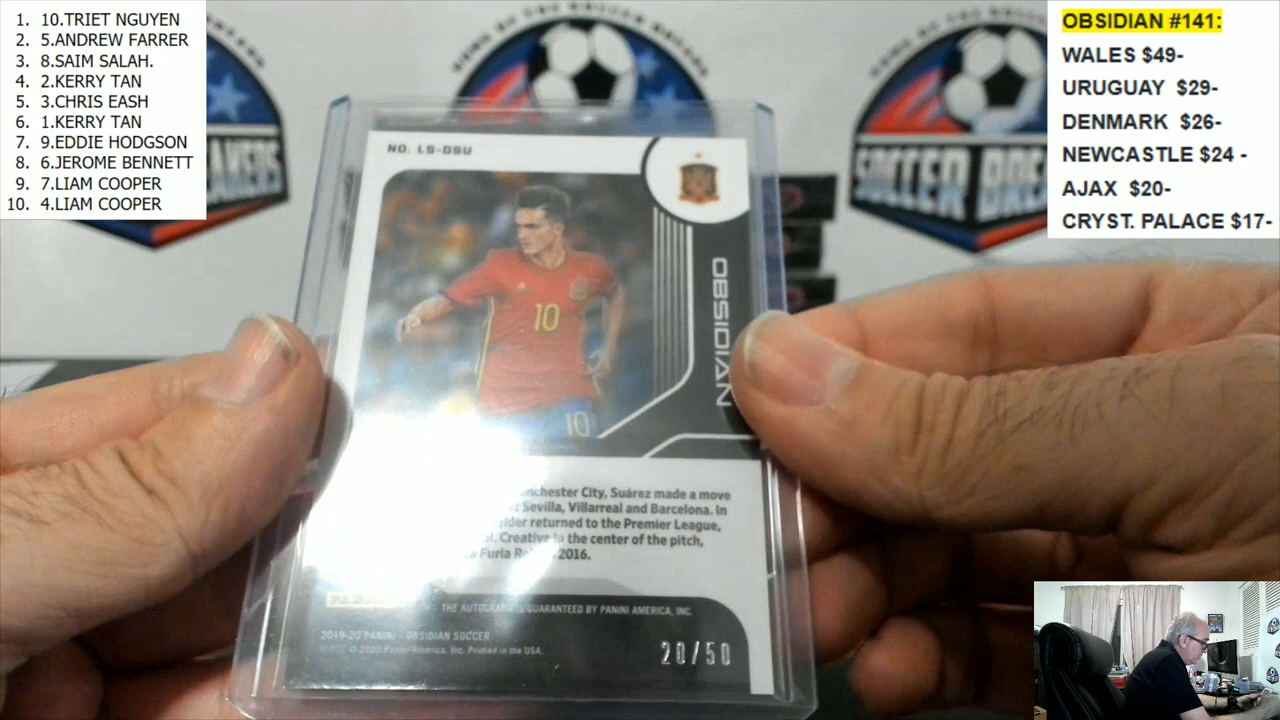 1. 10.TRIET NGUYEN
2. 5.ANDREW FARRER
3. 8.SAIM SALAH.
4. 2.KERRY TAN
5. 3.CHRIS EASH
6. 1.KERRY TAN
7. 9.EDDIE HODGSON
8. 6.JEROME BENNETT
9. 7.LIAM COOPER
10. 4.LIAM COOPER
OBSIDIAN #141:
WALES $49-
URUGUAY $29-
DENMARK $26-
NEWCASTLE $24 -
AJAX $20-
CRYST. PALACE $17-
SOCCER
NO. LS-DSU
OBSIDIAN
10
10
City, Suárez made a move
Sevilla, Villarreal and Barcelona. In
returned to the Premier League,
Creative in the center of the pitch,
Furia 2016.
THE AUTOGRAPH IS GUARANTEED BY PANINI AMERICA, INC.
2019-20 PANINI - OBSIDIAN SOCCER
© 2020 Panini America, Inc. Printed in the USA.
20/50